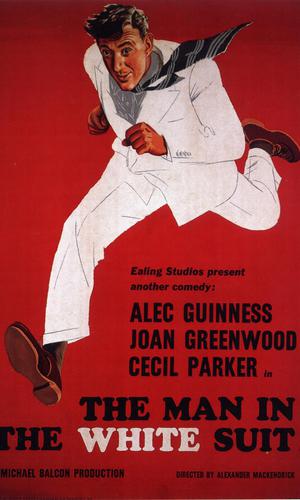 Ealing Studios present
another comedy:
ALEC GUINNESS
JOAN GREENWOOD
CECIL PARKER in
THE MAN IN
THE WHITE SUIT
MICHAEL BALCON PRODUCTION
DIRECTED BY ALEXANDER MACKENDRICK